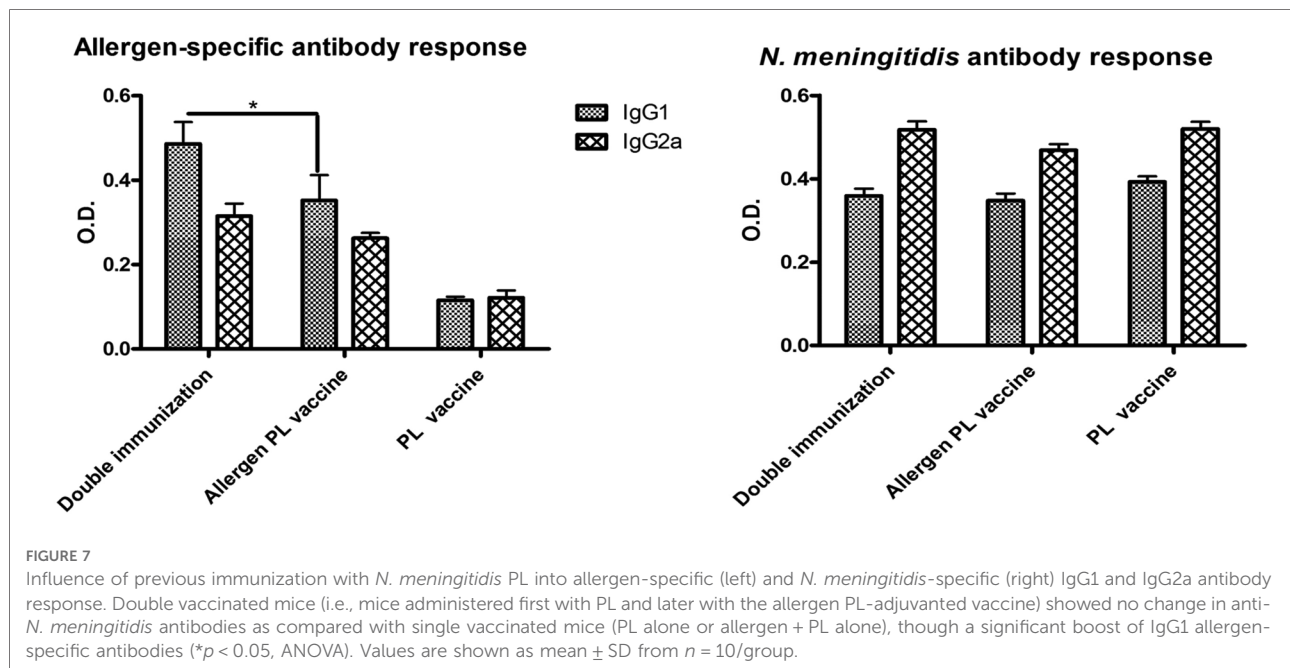 Allergen-specific antibody response
0.6
0.4
0.2
0.0
O.D.
*
Double immunization
Allergen PL vaccine
PL vaccine
IgG1
IgG2a
N. meningitidis antibody response
0.6
0.4
0.2
0.0
O.D.
Double immunization
Allergen PL vaccine
PL vaccine
FIGURE 7
Influence of previous immunization with N. meningitidis PL into allergen-specific (left) and N. meningitidis-specific (right) IgG1 and IgG2a antibody
response. Double vaccinated mice (i.e., mice administered first with PL and later with the allergen PL-adjuvanted vaccine) showed no change in anti-
N. meningitidis antibodies as compared with single vaccinated mice (PL alone or allergen + PL alone), though a significant boost of IgG1 allergen-
specific antibodies (*p < 0.05, ANOVA). Values are shown as mean ± SD from n = 10/group.